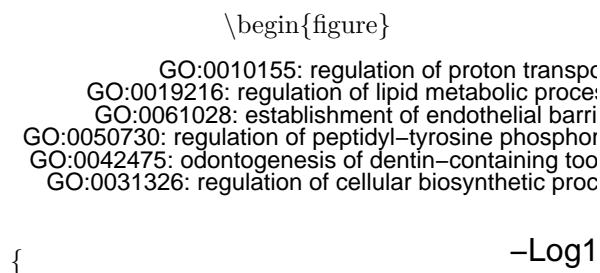 \begin{figure}
GO:0010155: regulation of proton transpo
GO:0019216: regulation of lipid metabolic proces
GO:0061028: establishment of endothelial barri
GO:0050730: regulation of peptidyl−tyrosine phosphor
GO:0042475: odontogenesis of dentin−containing too
GO:0031326: regulation of cellular biosynthetic proc
−Log1
{